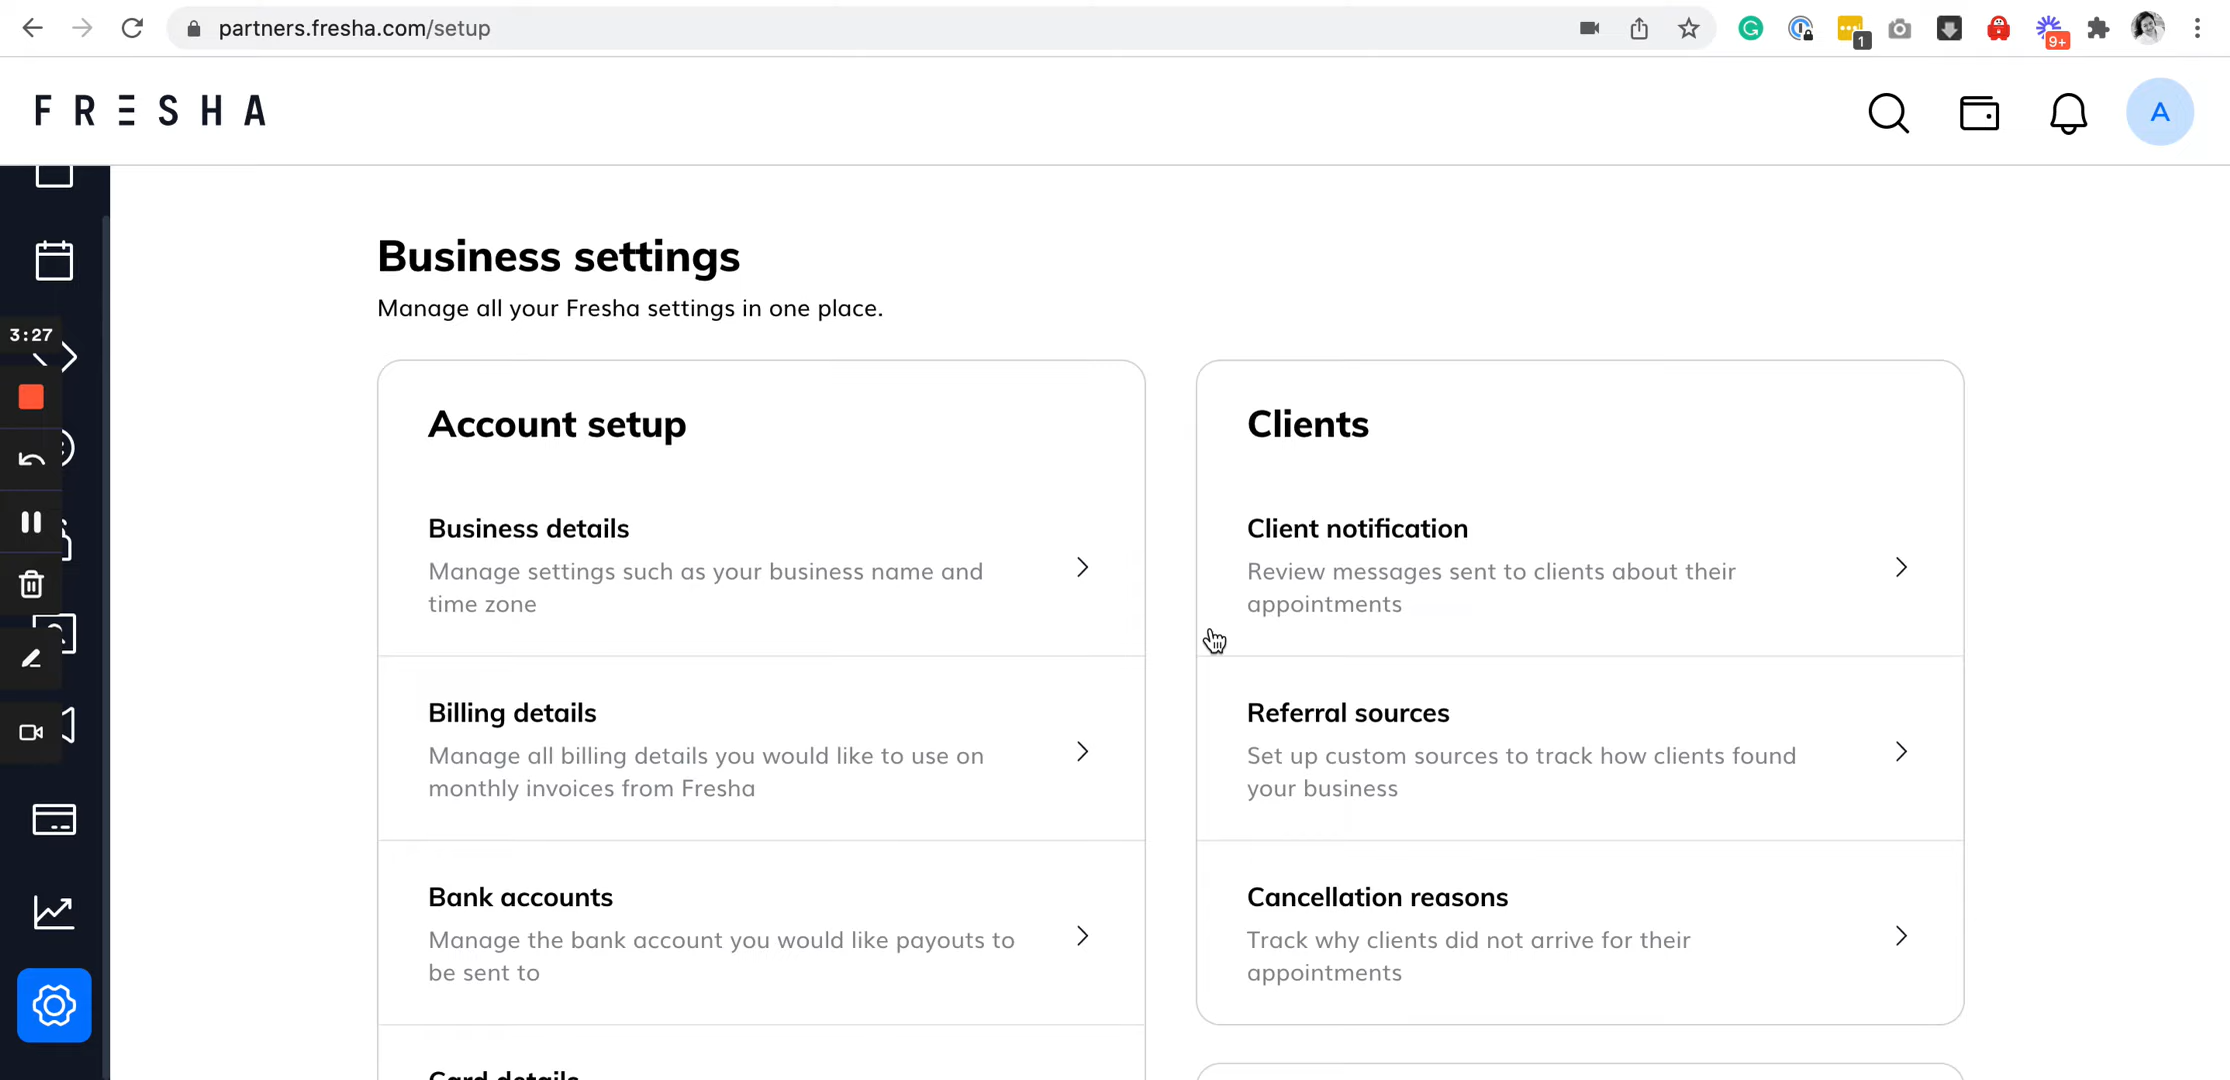 partners.fresha.com/setup
1
9+
FRESHA
A
3:27
Business settings
Manage all your Fresha settings in one place.
Account setup
Business details
Manage settings such as your business name and
time zone
Billing details
Manage all billing details you would like to use on
monthly invoices from Fresha
Bank accounts
Manage the bank account you would like payouts to
be sent to
Card details
Clients
Client notification
Review messages sent to clients about their
appointments
Referral sources
Set up custom sources to track how clients found
your business
Cancellation reasons
Track why clients did not arrive for their
appointments